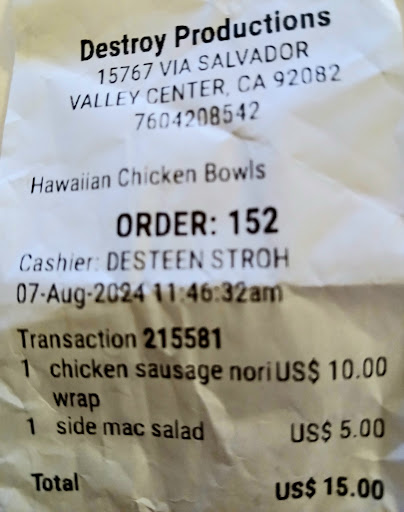 Destroy Productions
15767 VIA SALVADOR
VALLEY CENTER, CA 92082
7604208542
Hawaiian Chicken Bowls
ORDER: 152
Cashier: DESTEEN STROH
07-Aug-2024 11:46:32am
Transaction 215581
1 chicken sausage nori US$ 10.00
wrap
1 side mac salad US$ 5.00
Total US$ 15.00